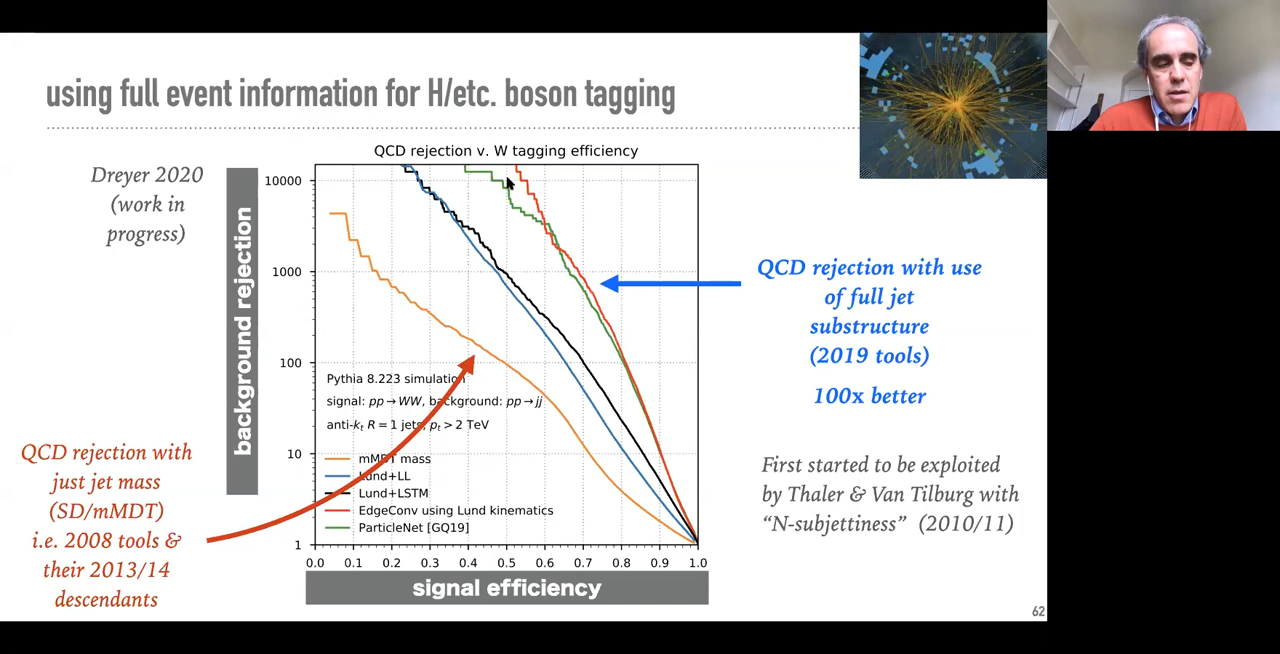 using full event information for H/etc. boson tagging
Dreyer 2020
(work in
progress)
QCD rejection v. W tagging efficiency
background rejection
10000
1000
100
10
1
Pythia 8.223 simulation
signal: pp→WW, background: pp→jj
anti-kt R = 1 jets, pt > 2 TeV
mMDT mass
Lund+LL
Lund+LSTM
EdgeConv using Lund kinematics
ParticleNet [GQ19]
0.0 0.1 0.2 0.3 0.4 0.5 0.6 0.7 0.8 0.9 1.0
signal efficiency
QCD rejection with
just jet mass
(SD/mMDT)
i.e. 2008 tools &
their 2013/14
descendants
QCD rejection with use
of full jet
substructure
(2019 tools)
100x better
First started to be exploited
by Thaler & Van Tilburg with
“N-subjettiness” (2010/11)
62